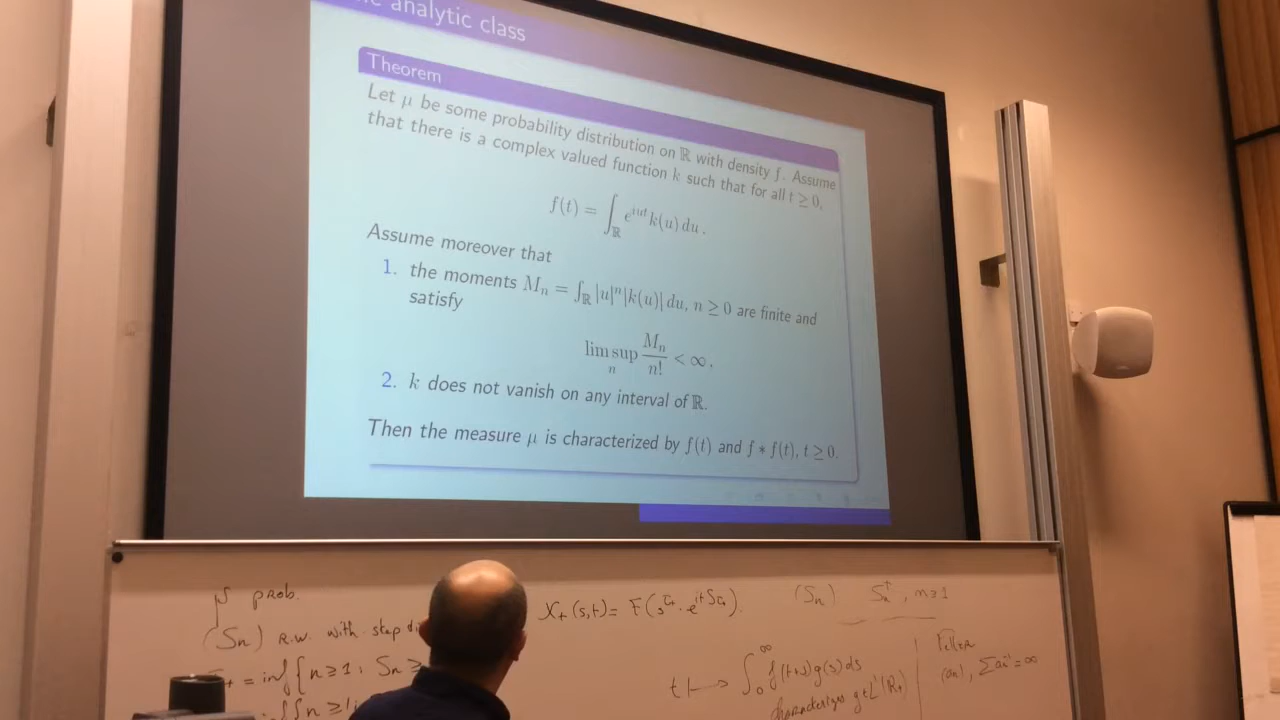 analytic class
Theorem
Let μ be some probability distribution on ℝ with density f. Assume
that there is a complex valued function k such that for all t ≥ 0,
f(t) = ∫_ℝ e^{iut} k(u) du .
Assume moreover that
1. the moments M_n = ∫_ℝ |u|^n |k(u)| du, n ≥ 0 are finite and
satisfy
lim sup_n M_n / n! < ∞ .
2. k does not vanish on any interval of ℝ.
Then the measure μ is characterized by f(t) and f ∗ f(t), t ≥ 0.
μ prob.
(S_n) R.W. with step
= inf { n ≥ 1 : S_n ≥
χ_+(s,t) = F(s^{τ_+} . e^{itS_{τ_+}}).
(S_n) S_n^↑ , n ≥ 1
t ⟼ ∫_0^∞ f(t+s)g(s) ds
characterizes g ∈ L^1(ℝ_+)
Feller
(a_n), Σ a_n^{-1} = ∞